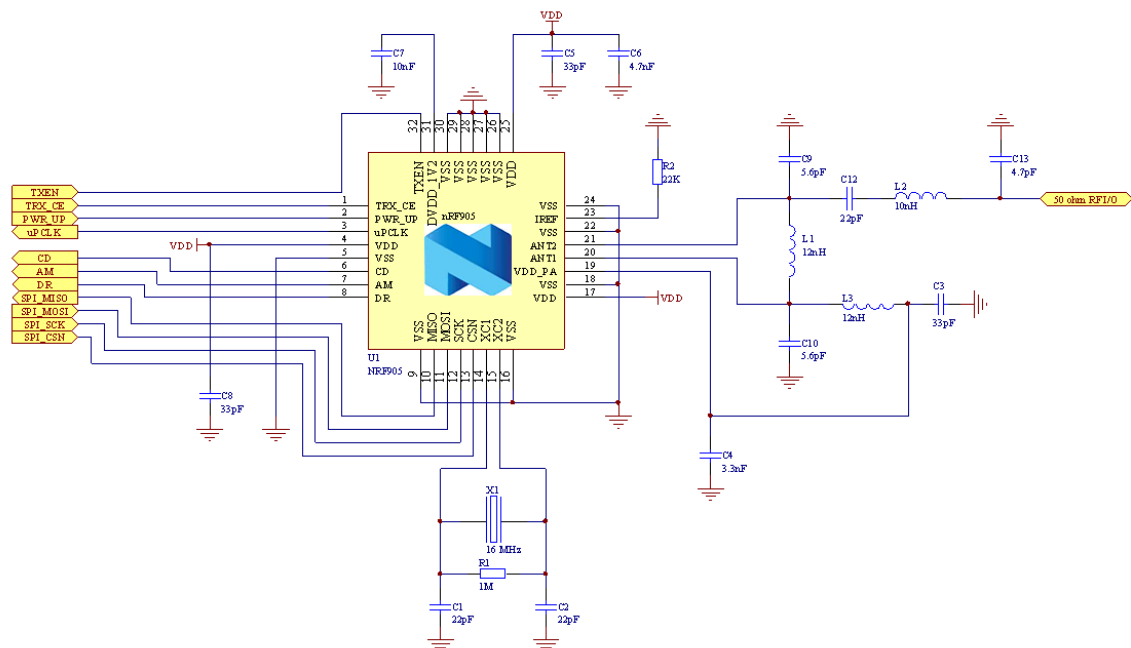 VDD
C7
10nF
C5
33pF
C6
4.7nF
32
31
30
29
28
27
26
25
TXEN
DVDD_1V2
VSS
VSS
VSS
VSS
VSS
VDD
R2
22K
C9
5.6pF
C13
4.7pF
C12
22pF
L2
10nH
50 ohm RFI/O
TXEN
TRX_CE
PWR_UP
uPCLK
1
2
3
4
5
6
7
8
TRX_CE
PWR_UP
uPCLK
VDD
VSS
CD
AM
DR
nRF905
VSS
IREF
VSS
ANT2
ANT1
VDD_PA
VSS
VDD
24
23
22
21
20
19
18
17
VDD
VDD
L1
12nH
L3
12nH
C3
33pF
C10
5.6pF
CD
AM
DR
SPI_MISO
SPI_MOSI
SPI_SCK
SPI_CSN
VSS
MISO
MOSI
SCK
CSN
XC1
XC2
VSS
U1
NRF905
9
10
11
12
13
14
15
16
C8
33pF
C4
3.3nF
X1
16 MHz
R1
1M
C1
22pF
C2
22pF